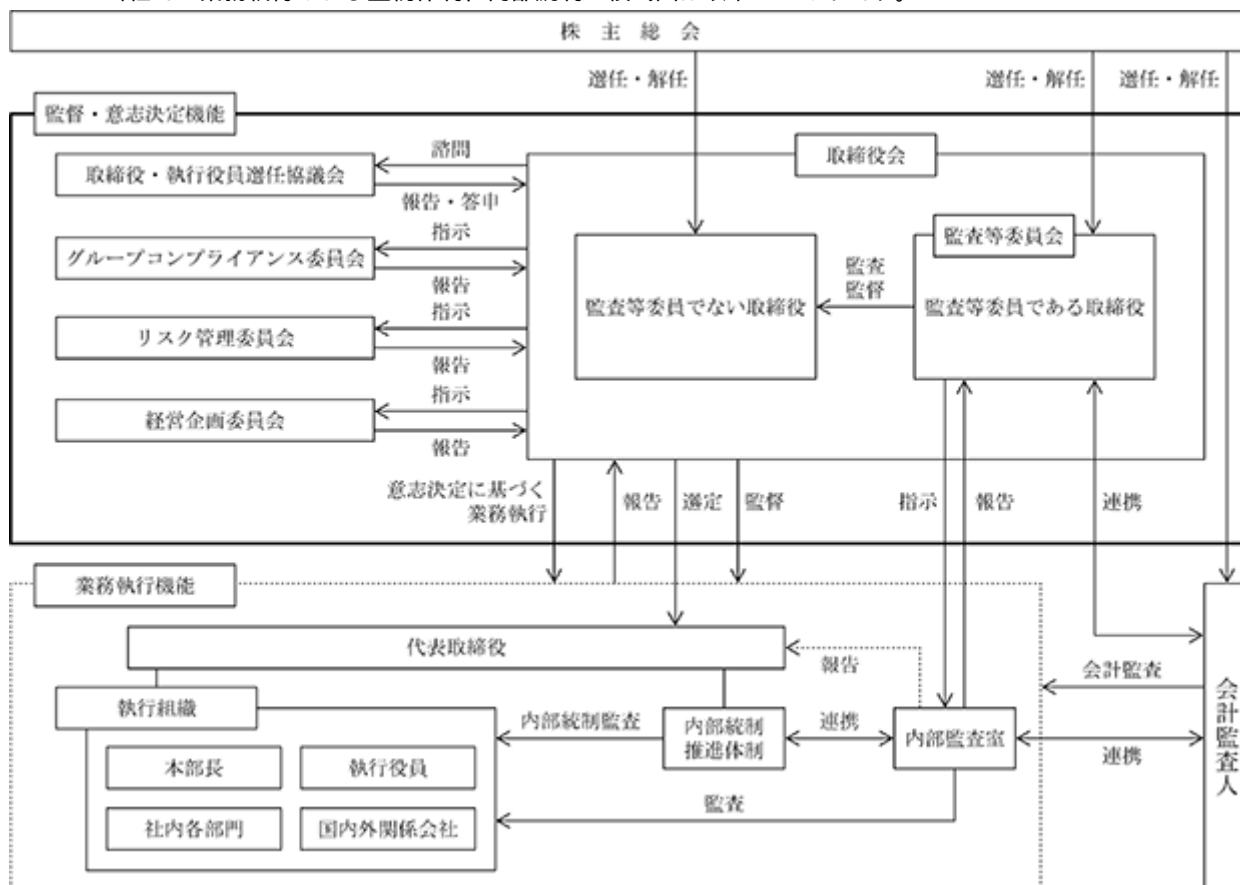 株主総会
選任・解任
選任・解任
選任・解任
監督・意志決定機能
諮問
取締役会
取締役・執行役員選任協議会
報告・答申
指示
監査等委員会
グループコンプライアンス委員会
報告
監査
監督
監査等委員でない取締役
監査等委員である取締役
指示
リスク管理委員会
報告
指示
経営企画委員会
報告
意志決定に基づく
業務執行
報告
選定
監督
指示
報告
連携
業務執行機能
代表取締役
報告
会計監査
執行組織
内部統制監査
内部統制
推進体制
連携
内部監査室
連携
会計監査人
本部長
執行役員
監査
社内各部門
国内外関係会社